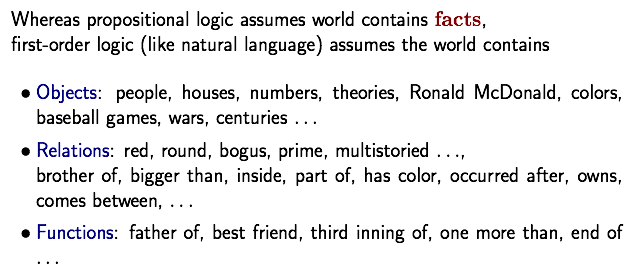 Whereas propositional logic assumes world contains facts,
first-order logic (like natural language) assumes the world contains
• Objects: people, houses, numbers, theories, Ronald McDonald, colors,
baseball games, wars, centuries . . .
• Relations: red, round, bogus, prime, multistoried . . .,
brother of, bigger than, inside, part of, has color, occurred after, owns,
comes between, . . .
• Functions: father of, best friend, third inning of, one more than, end of
. . .